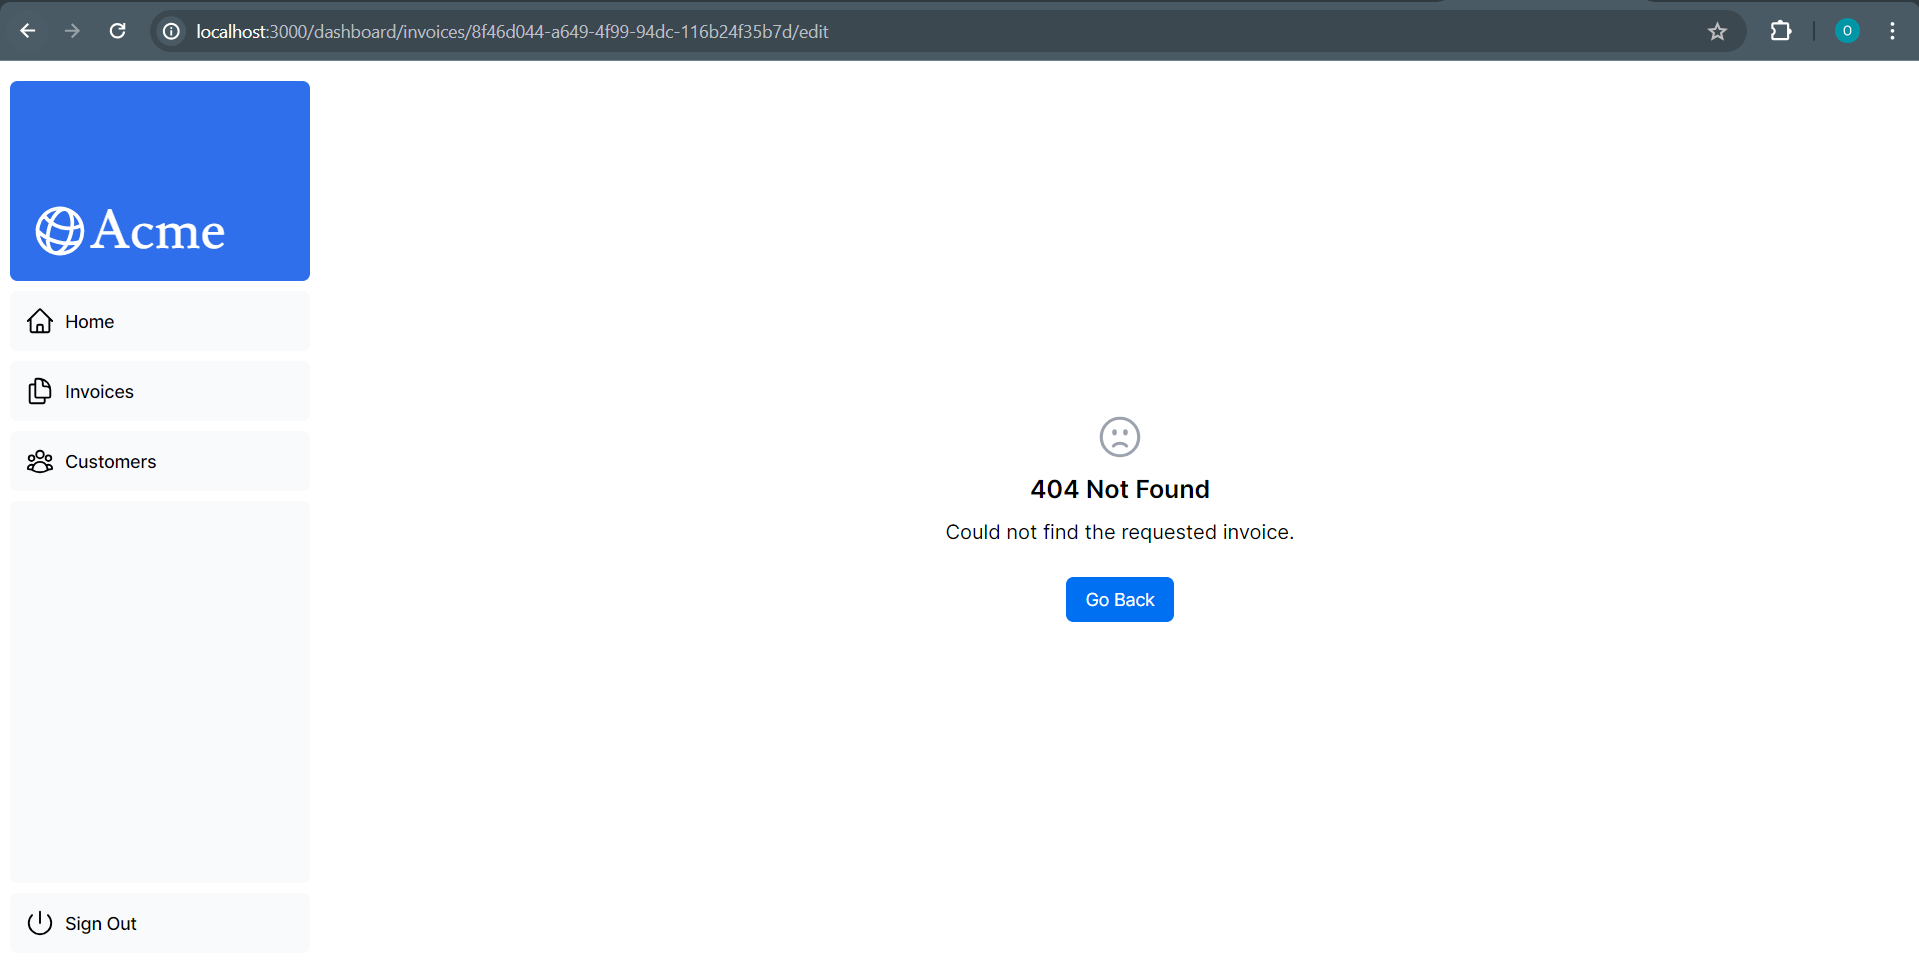 localhost:3000/dashboard/invoices/8f46d044-a649-4f99-94dc-116b24f35b7d/edit
O
Acme
Home
Invoices
Customers
Sign Out
404 Not Found
Could not find the requested invoice.
Go Back